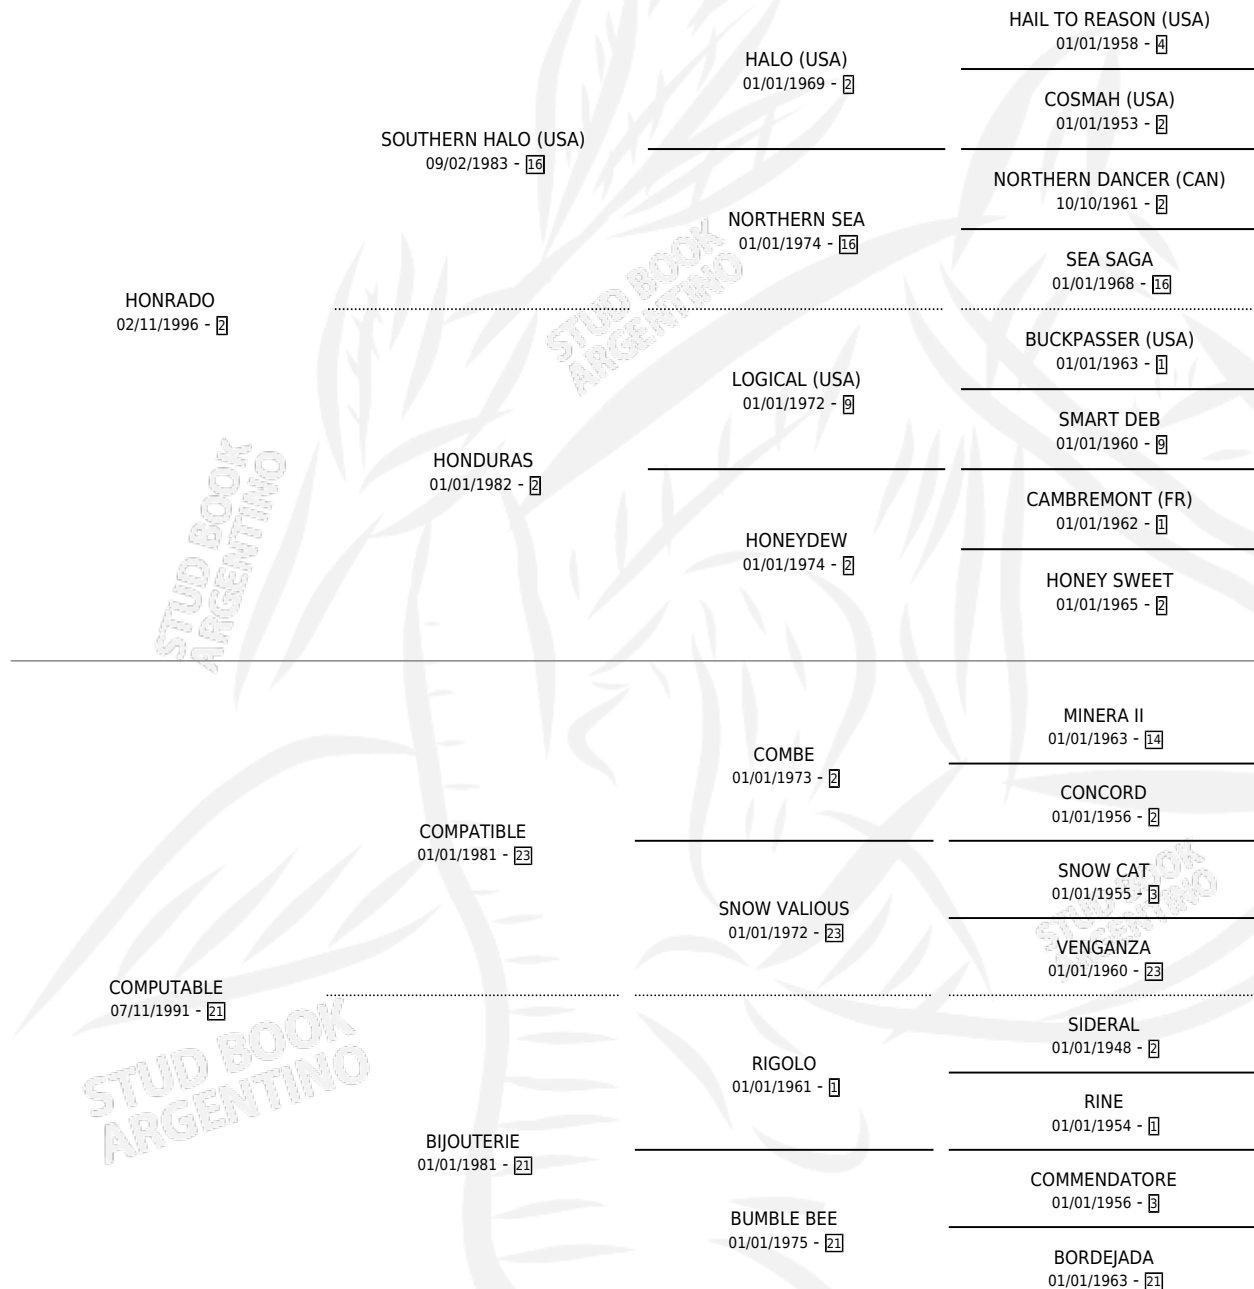 HAIL TO REASON (USA)
01/01/1958 - 4
HALO (USA)
01/01/1969 - 2
COSMAH (USA)
01/01/1953 - 2
SOUTHERN HALO (USA)
09/02/1983 - 16
NORTHERN DANCER (CAN)
10/10/1961 - 2
NORTHERN SEA
01/01/1974 - 16
SEA SAGA
01/01/1968 - 16
HONRADO
02/11/1996 - 2
BUCKPASSER (USA)
01/01/1963 - 1
LOGICAL (USA)
01/01/1972 - 9
SMART DEB
01/01/1960 - 9
HONDURAS
01/01/1982 - 2
CAMBREMONT (FR)
01/01/1962 - 1
HONEYDEW
01/01/1974 - 2
HONEY SWEET
01/01/1965 - 2
MINERA II
01/01/1963 - 14
COMBE
01/01/1973 - 2
CONCORD
01/01/1956 - 2
COMPATIBLE
01/01/1981 - 23
SNOW CAT
01/01/1955 - 3
SNOW VALIOUS
01/01/1972 - 23
VENGANZA
01/01/1960 - 23
COMPUTABLE
07/11/1991 - 21
SIDERAL
01/01/1948 - 2
RIGOLO
01/01/1961 - 1
RINE
01/01/1954 - 1
BIJOUTERIE
01/01/1981 - 21
COMMENDATORE
01/01/1956 - 3
BUMBLE BEE
01/01/1975 - 21
BORDEJADA
01/01/1963 - 21
STUD BOOK
ARGENTINO
STUD BOOK
ARGENTINO
STUD BOOK
ARGENTINO
STUD BOOK
ARGENTINO